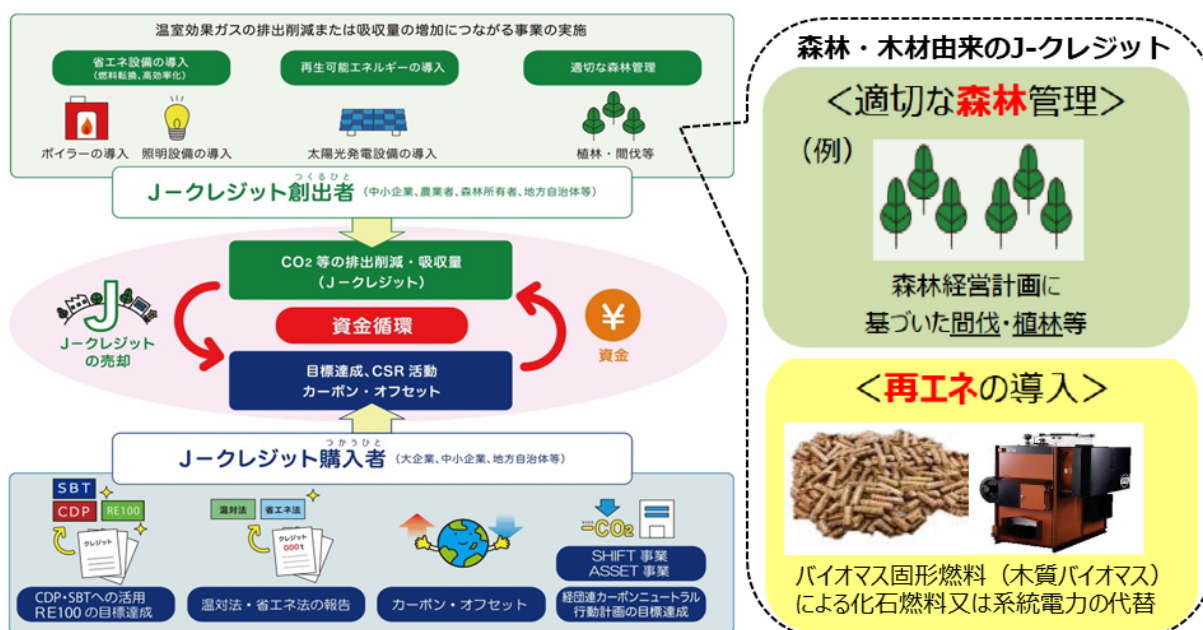 温室効果ガスの排出削減または吸収量の増加につながる事業の実施
省エネ設備の導入
(燃料転換、高効率化)
再生可能エネルギーの導入
適切な森林管理
ボイラーの導入
照明設備の導入
太陽光発電設備の導入
植林・間伐等
つくるひと
J－クレジット創出者（中小企業、農業者、森林所有者、地方自治体等）
CO2 等の排出削減・吸収量
（J－クレジット）
資金循環
J
J－クレジット
の売却
¥
資金
目標達成、CSR 活動
カーボン・オフセット
つかうひと
J－クレジット購入者（大企業、中小企業、地方自治体等）
SBT
CDP
RE100
クレジット
CDP・SBTへの活用
RE100 の目標達成
温対法
省エネ法
クレジット
000 t
温対法・省エネ法の報告
カーボン・オフセット
-CO2
SHIFT 事業
ASSET 事業
経団連カーボンニュートラル
行動計画の目標達成
森林・木材由来のJ-クレジット
＜適切な森林管理＞
（例）
森林経営計画に
基づいた間伐・植林等
＜再エネの導入＞
バイオマス固形燃料（木質バイオマス）
による化石燃料又は系統電力の代替